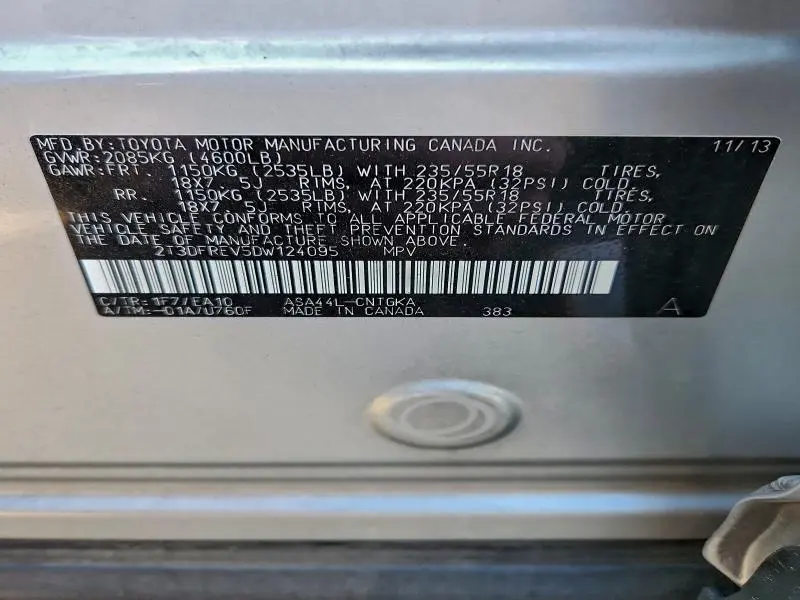 MFD.BY:TOYOTA MOTOR MANUFACTURING CANADA INC. 11/13
GVWR:2085KG (4600LB)
GAWR:FRT. 1150KG (2535LB) WITH 235/55R18 TIRES,
18X7.5J RIMS, AT 220KPA (32PSI) COLD.
RR. 1150KG (2535LB) WITH 235/55R18 TIRES,
18X7.5J RIMS, AT 220KPA (32PSI) COLD.
THIS VEHICLE CONFORMS TO ALL APPLICABLE FEDERAL MOTOR
VEHICLE SAFETY AND THEFT PREVENTION STANDARDS IN EFFECT ON
THE DATE OF MANUFACTURE SHOWN ABOVE.
2T3DFREV5DW124095 MPV
C/TR:1F7/EA10 ASA44L-CNTGKA
A/TM:-01A/U760F MADE IN CANADA 383 A